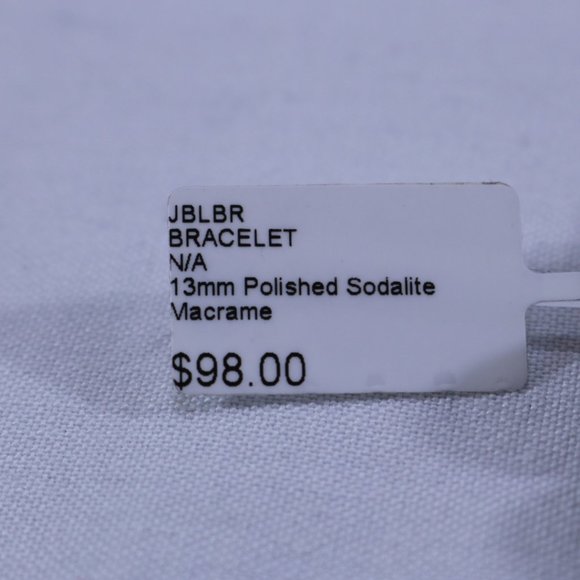 JBLBR
BRACELET
N/A
13mm Polished Sodalite
Macrame
$98.00